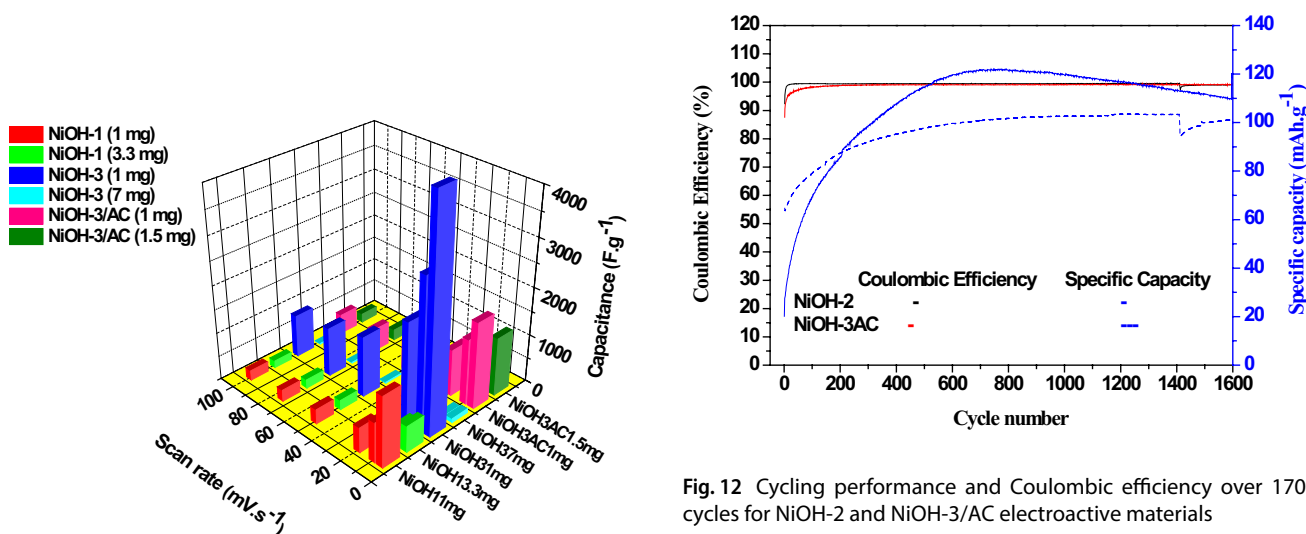 NiOH-1 (1 mg)
NiOH-1 (3.3 mg)
NiOH-3 (1 mg)
NiOH-3 (7 mg)
NiOH-3/AC (1 mg)
NiOH-3/AC (1.5 mg)
4000
3000
2000
1000
0
Capacitance (F.g-1)
100
80
60
40
20
0
Scan rate (mV.s-1)
NiOH11mg
NiOH13.3mg
NiOH31mg
NiOH37mg
NiOH3AC1mg
NiOH3AC1.5mg
120
110
100
90
80
70
60
50
40
30
20
10
0
Coulombic Efficiency (%)
140
120
100
80
60
40
20
0
Specific capacity (mAh.g-1)
Coulombic Efficiency Specific Capacity
NiOH-2
NiOH-3AC
0 200 400 600 800 1000 1200 1400 1600
Cycle number
Fig. 12 Cycling performance and Coulombic efficiency over 170
cycles for NiOH-2 and NiOH-3/AC electroactive materials